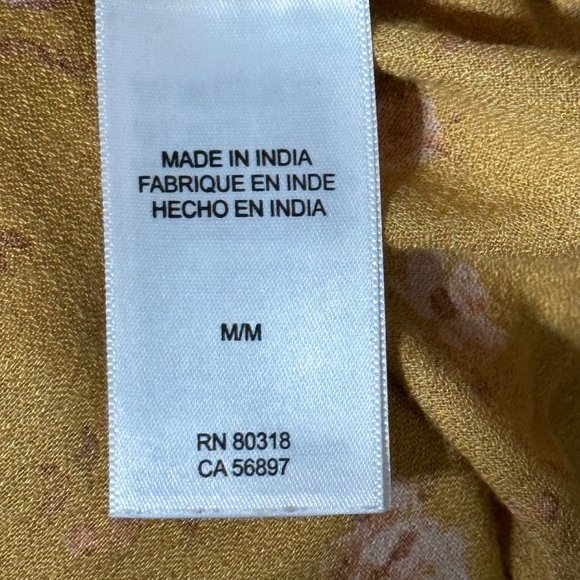 MADE IN INDIA
FABRIQUE EN INDE
HECHO EN INDIA
M/M
RN 80318
CA 56897